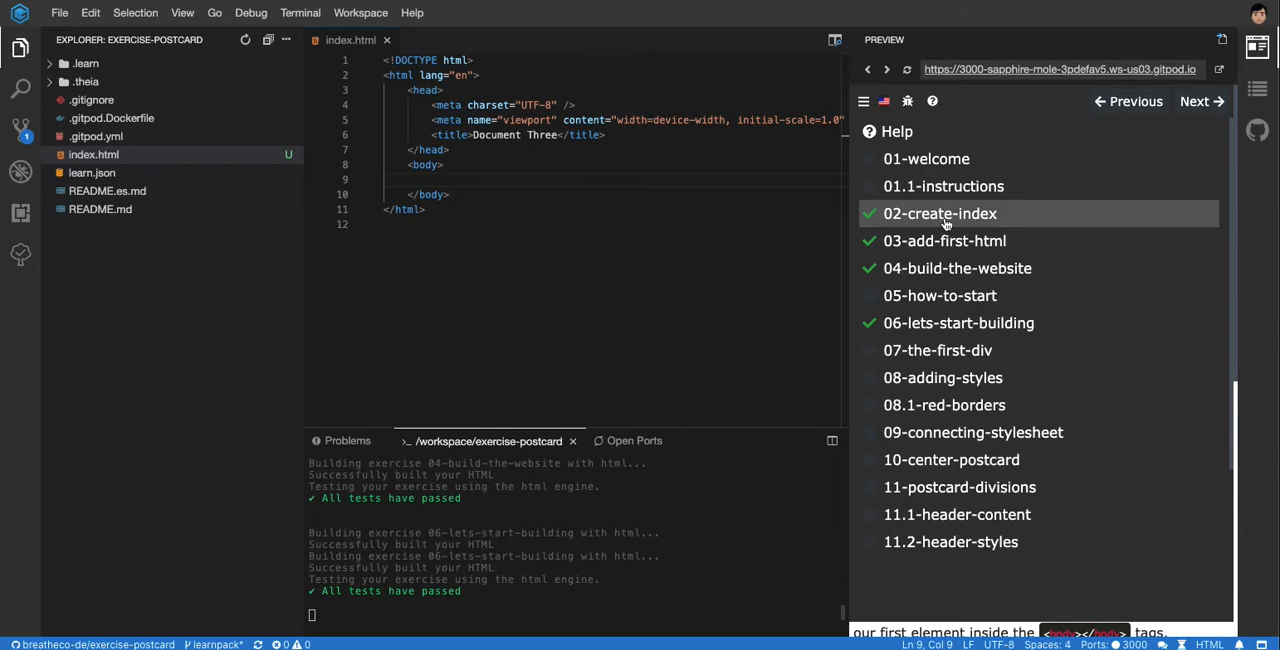 File Edit Selection View Go Debug Terminal Workspace Help
EXPLORER: EXERCISE-POSTCARD
.learn
.theia
.gitignore
.gitpod.Dockerfile
.gitpod.yml
index.html U
learn.json
README.es.md
README.md
1
index.html
1 <!DOCTYPE html>
2 <html lang="en">
3 <head>
4 <meta charset="UTF-8" />
5 <meta name="viewport" content="width=device-width, initial-scale=1.0"
6 <title>Document Three</title>
7 </head>
8 <body>
9
10 </body>
11 </html>
12
Problems >_ /workspace/exercise-postcard Open Ports
Building exercise 04-build-the-website with html...
Successfully built your HTML
Testing your exercise using the html engine.
✔ All tests have passed
Building exercise 06-lets-start-building with html...
Successfully built your HTML
Building exercise 06-lets-start-building with html...
Successfully built your HTML
Testing your exercise using the html engine.
✔ All tests have passed
PREVIEW
https://3000-sapphire-mole-3pdefav5.ws-us03.gitpod.io
← Previous Next →
Help
01-welcome
01.1-instructions
02-create-index
03-add-first-html
04-build-the-website
05-how-to-start
06-lets-start-building
07-the-first-div
08-adding-styles
08.1-red-borders
09-connecting-stylesheet
10-center-postcard
11-postcard-divisions
11.1-header-content
11.2-header-styles
our first element inside the <body></body> tags.
breatheco-de/exercise-postcard learnpack* 0 0 Ln 9, Col 9 LF UTF-8 Spaces: 4 Ports: 3000 HTML